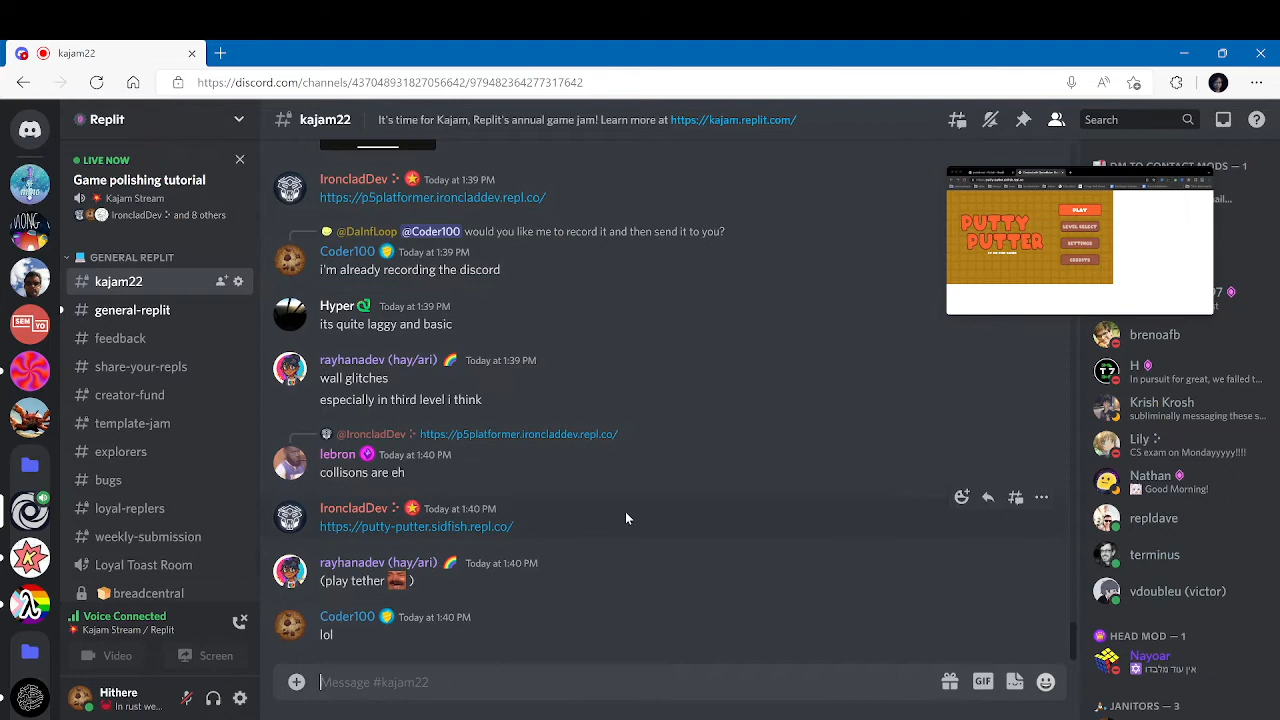 kajam22
https://discord.com/channels/437048931827056642/979482364277317642
Replit
kajam22
It's time for Kajam, Replit's annual game jam! Learn more at https://kajam.replit.com/
Search
LIVE NOW
Game polishing tutorial
Kajam Stream
IroncladDev and 8 others
GENERAL REPLIT
kajam22
general-replit
feedback
share-your-repls
creator-fund
template-jam
explorers
bugs
loyal-replers
weekly-submission
Loyal Toast Room
breadcentral
Voice Connected
Kajam Stream / Replit
Video
Screen
Hithere
In rust we...
IroncladDev Today at 1:39 PM
https://p5platformer.ironcladdev.repl.co/
@DaInfLoop @Coder100 would you like me to record it and then send it to you?
Coder100 Today at 1:39 PM
i'm already recording the discord
Hyper Today at 1:39 PM
its quite laggy and basic
rayhanadev (hay/ari) Today at 1:39 PM
wall glitches
especially in third level i think
@IroncladDev https://p5platformer.ironcladdev.repl.co/
lebron Today at 1:40 PM
collisons are eh
IroncladDev Today at 1:40 PM
https://putty-putter.sidfish.repl.co/
rayhanadev (hay/ari) Today at 1:40 PM
(play tether )
Coder100 Today at 1:40 PM
lol
Message #kajam22
GIF
PUTTY
PUTTER
PLAY
LEVEL SELECT
SETTINGS
CREDITS
DM TO CONTACT MODS — 1
brenoafb
H
In pursuit for great, we failed t...
Krish Krosh
subliminally messaging these s...
Lily
CS exam on Mondayyyyy!!!!
Nathan
Good Morning!
repldave
terminus
vdoubleu (victor)
HEAD MOD — 1
Nayoar
אין עוד מלבדו
JANITORS — 3